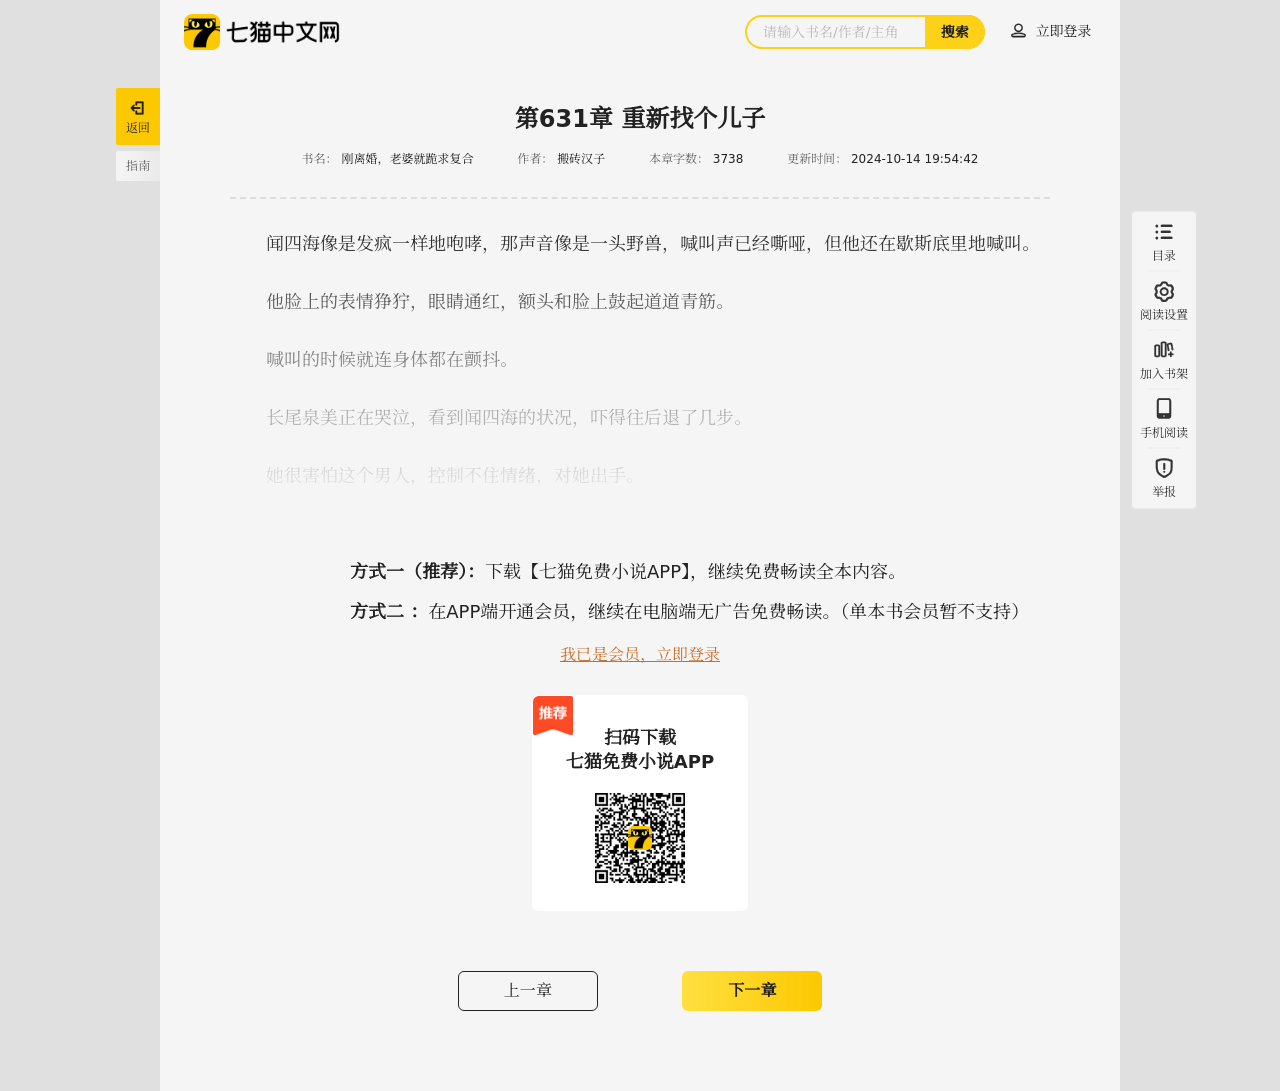 七猫中文网
请输入书名/作者/主角
搜索
立即登录
返回
指南
第631章 重新找个儿子
书名： 刚离婚，老婆就跪求复合 作者： 搬砖汉子 本章字数： 3738 更新时间： 2024-10-14 19:54:42
闻四海像是发疯一样地咆哮，那声音像是一头野兽，喊叫声已经嘶哑，但他还在歇斯底里地喊叫。
他脸上的表情狰狞，眼睛通红，额头和脸上鼓起道道青筋。
喊叫的时候就连身体都在颤抖。
长尾泉美正在哭泣，看到闻四海的状况，吓得往后退了几步。
她很害怕这个男人，控制不住情绪，对她出手。
目录
阅读设置
加入书架
手机阅读
举报
方式一（推荐）：下载【七猫免费小说APP】，继续免费畅读全本内容。
方式二 ：在APP端开通会员，继续在电脑端无广告免费畅读。（单本书会员暂不支持）
我已是会员，立即登录
推荐
扫码下载
七猫免费小说APP
上一章
下一章